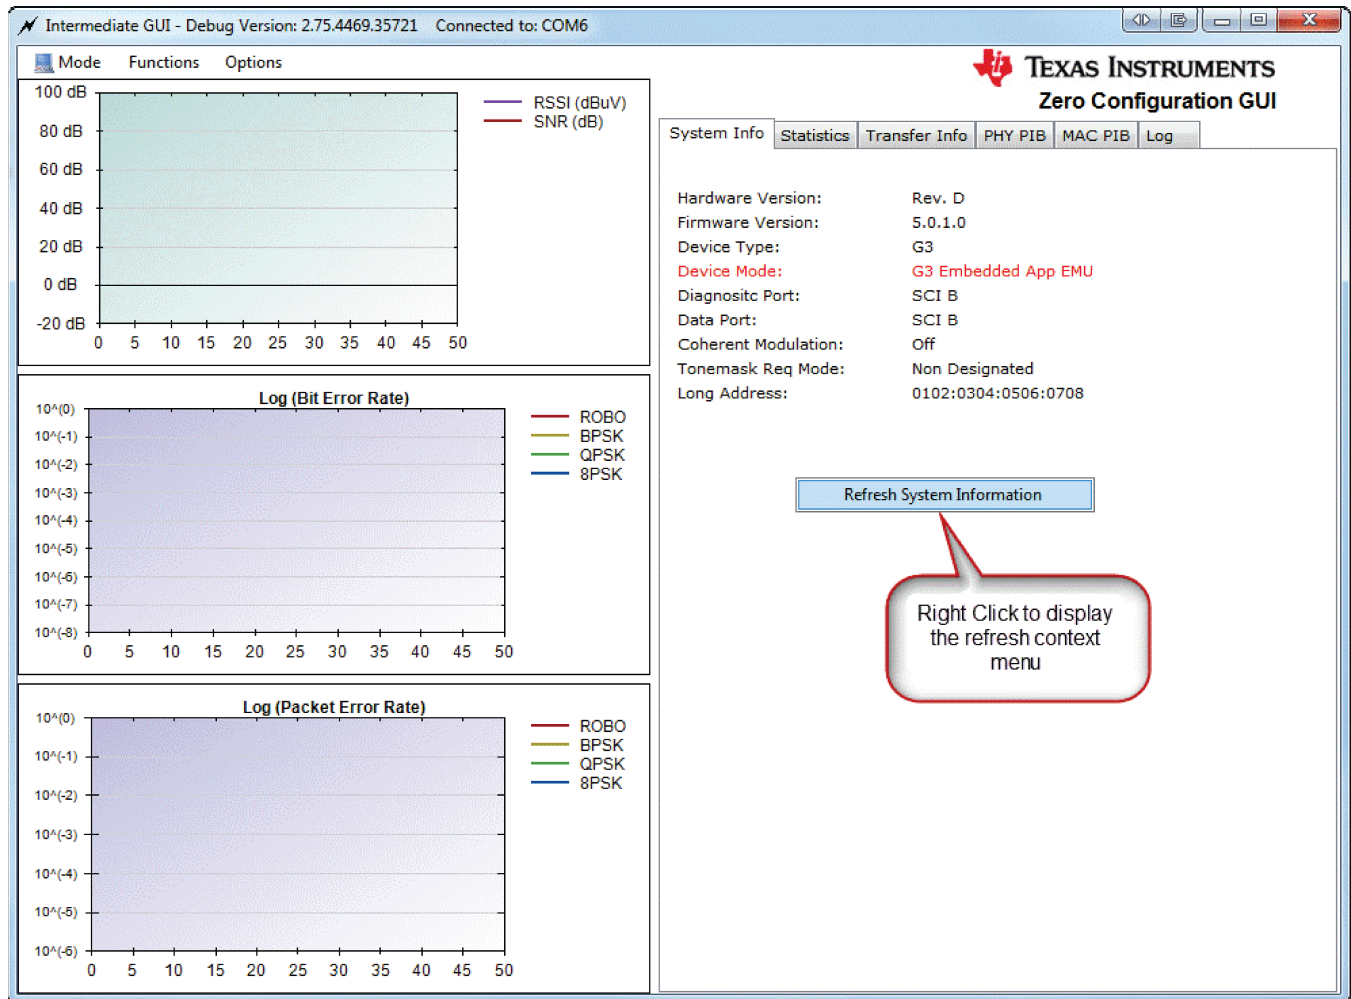 Intermediate GUI - Debug Version: 2.75.4469.35721 Connected to: COM6
Mode Functions Options
TEXAS INSTRUMENTS
Zero Configuration GUI
100 dB
80 dB
60 dB
40 dB
20 dB
0 dB
-20 dB
0 5 10 15 20 25 30 35 40 45 50
RSSI (dBuV)
SNR (dB)
Log (Bit Error Rate)
10^(0)
10^(-1)
10^(-2)
10^(-3)
10^(-4)
10^(-5)
10^(-6)
10^(-7)
10^(-8)
0 5 10 15 20 25 30 35 40 45 50
ROBO
BPSK
QPSK
8PSK
Log (Packet Error Rate)
10^(0)
10^(-1)
10^(-2)
10^(-3)
10^(-4)
10^(-5)
10^(-6)
0 5 10 15 20 25 30 35 40 45 50
ROBO
BPSK
QPSK
8PSK
System Info Statistics Transfer Info PHY PIB MAC PIB Log
Hardware Version: Rev. D
Firmware Version: 5.0.1.0
Device Type: G3
Device Mode: G3 Embedded App EMU
Diagnositc Port: SCI B
Data Port: SCI B
Coherent Modulation: Off
Tonemask Req Mode: Non Designated
Long Address: 0102:0304:0506:0708
Refresh System Information
Right Click to display
the refresh context
menu